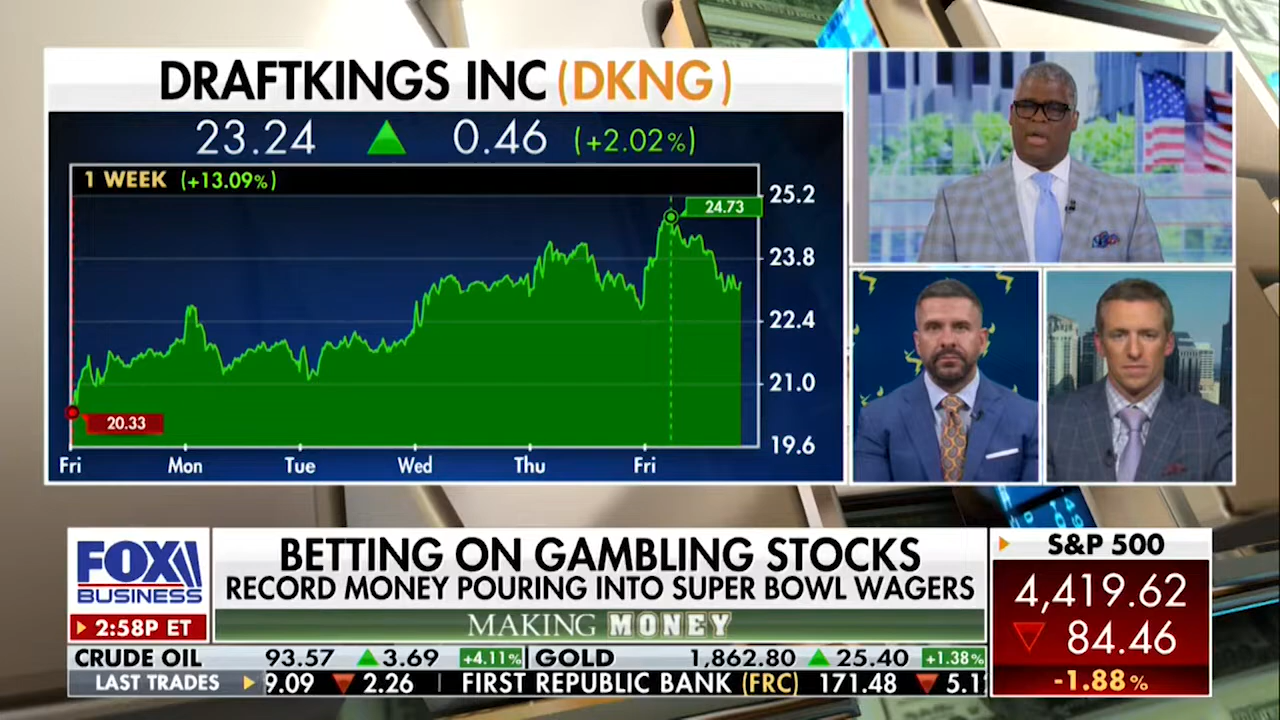 DRAFTKINGS INC (DKNG)
23.24 ▲ 0.46 (+2.02%)
1 WEEK (+13.09%)
25.2
24.73
23.8
22.4
21.0
20.33
19.6
Fri Mon Tue Wed Thu Fri
FOX
BUSINESS
2:58P ET
BETTING ON GAMBLING STOCKS
RECORD MONEY POURING INTO SUPER BOWL WAGERS
MAKING MONEY
S&P 500
4,419.62
▽ 84.46
-1.88%
CRUDE OIL 93.57 ▲ 3.69 +4.11% GOLD 1,862.80 ▲ 25.40 +1.38%
LAST TRADES 9.09 ▼ 2.26 | FIRST REPUBLIC BANK (FRC) 171.48 ▼ 5.1